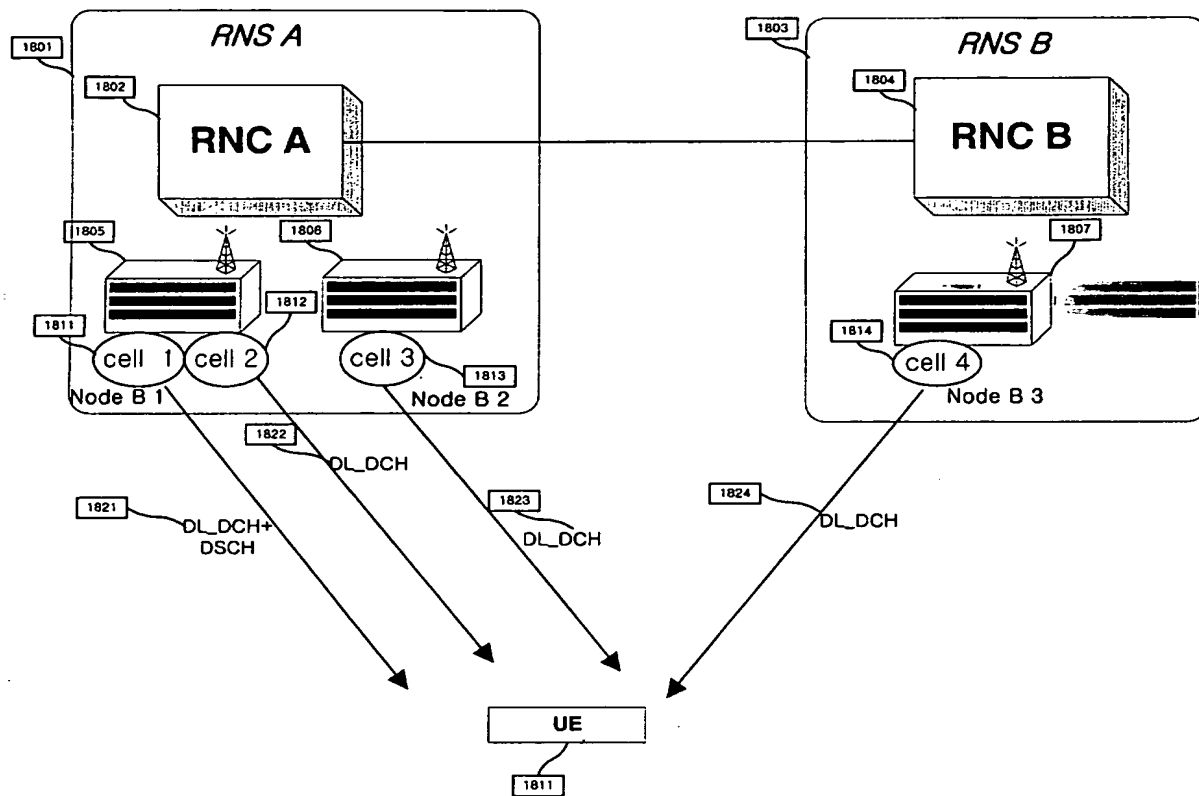 RNS A
1801
1802
RNC A
1803
RNS B
1804
RNC B
1805
1806
1807
1811
cell 1
cell 2
1812
cell 3
1813
1814
cell 4
Node B 1
Node B 2
Node B 3
1822
DL_DCH
1821
DL_DCH+
DSCH
1823
DL_DCH
1824
DL_DCH
UE
1811